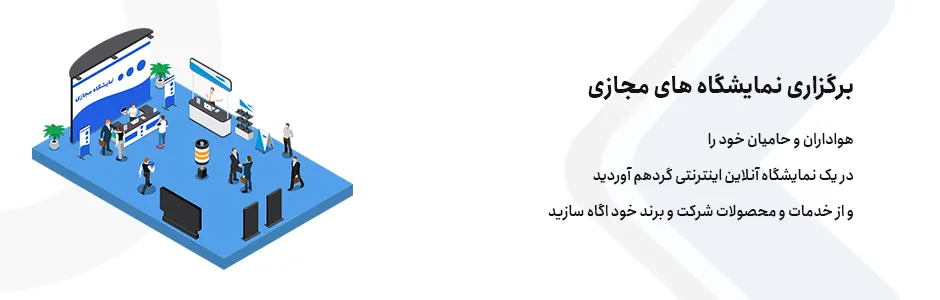 برگزاری نمایشگاه های مجازی
هواداران و حامیان خود را
در یک نمایشگاه آنلاین اینترنتی گردهم آوردید
و از خدمات و محصولات شرکت و برند خود اگاه سازید
نمایشگاه مجازی